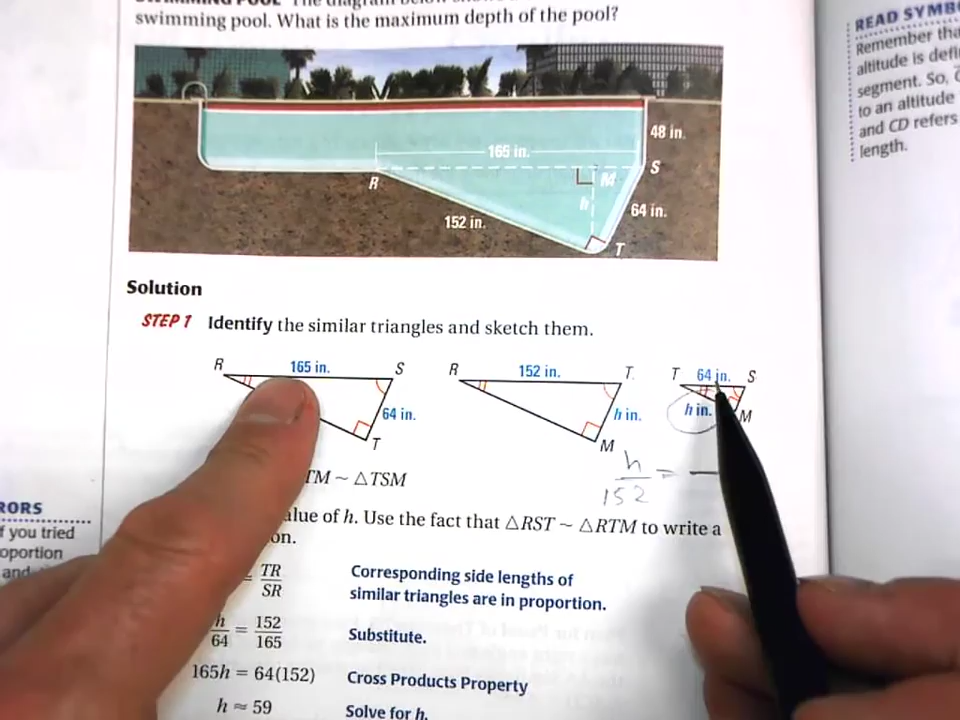 swimming pool. What is the maximum depth of the pool?
READ SYMB
Remember tha
altitude is defi
segment. So,
to an altitude
and CD refers
length.
48 in.
165 in.
S
R
M
h
64 in.
152 in.
T
Solution
STEP 1 Identify the similar triangles and sketch them.
R 165 in. S
64 in.
T
R 152 in. T
h in.
M
T 64 in. S
h in.
M
h
152
=
TM ~ △TSM
RORS
f you tried
oportion
and
alue of h. Use the fact that △RST ~ △RTM to write a
on.
= TR
SR
Corresponding side lengths of
similar triangles are in proportion.
h/64 = 152/165 Substitute.
165h = 64(152) Cross Products Property
h ≈ 59 Solve for h.